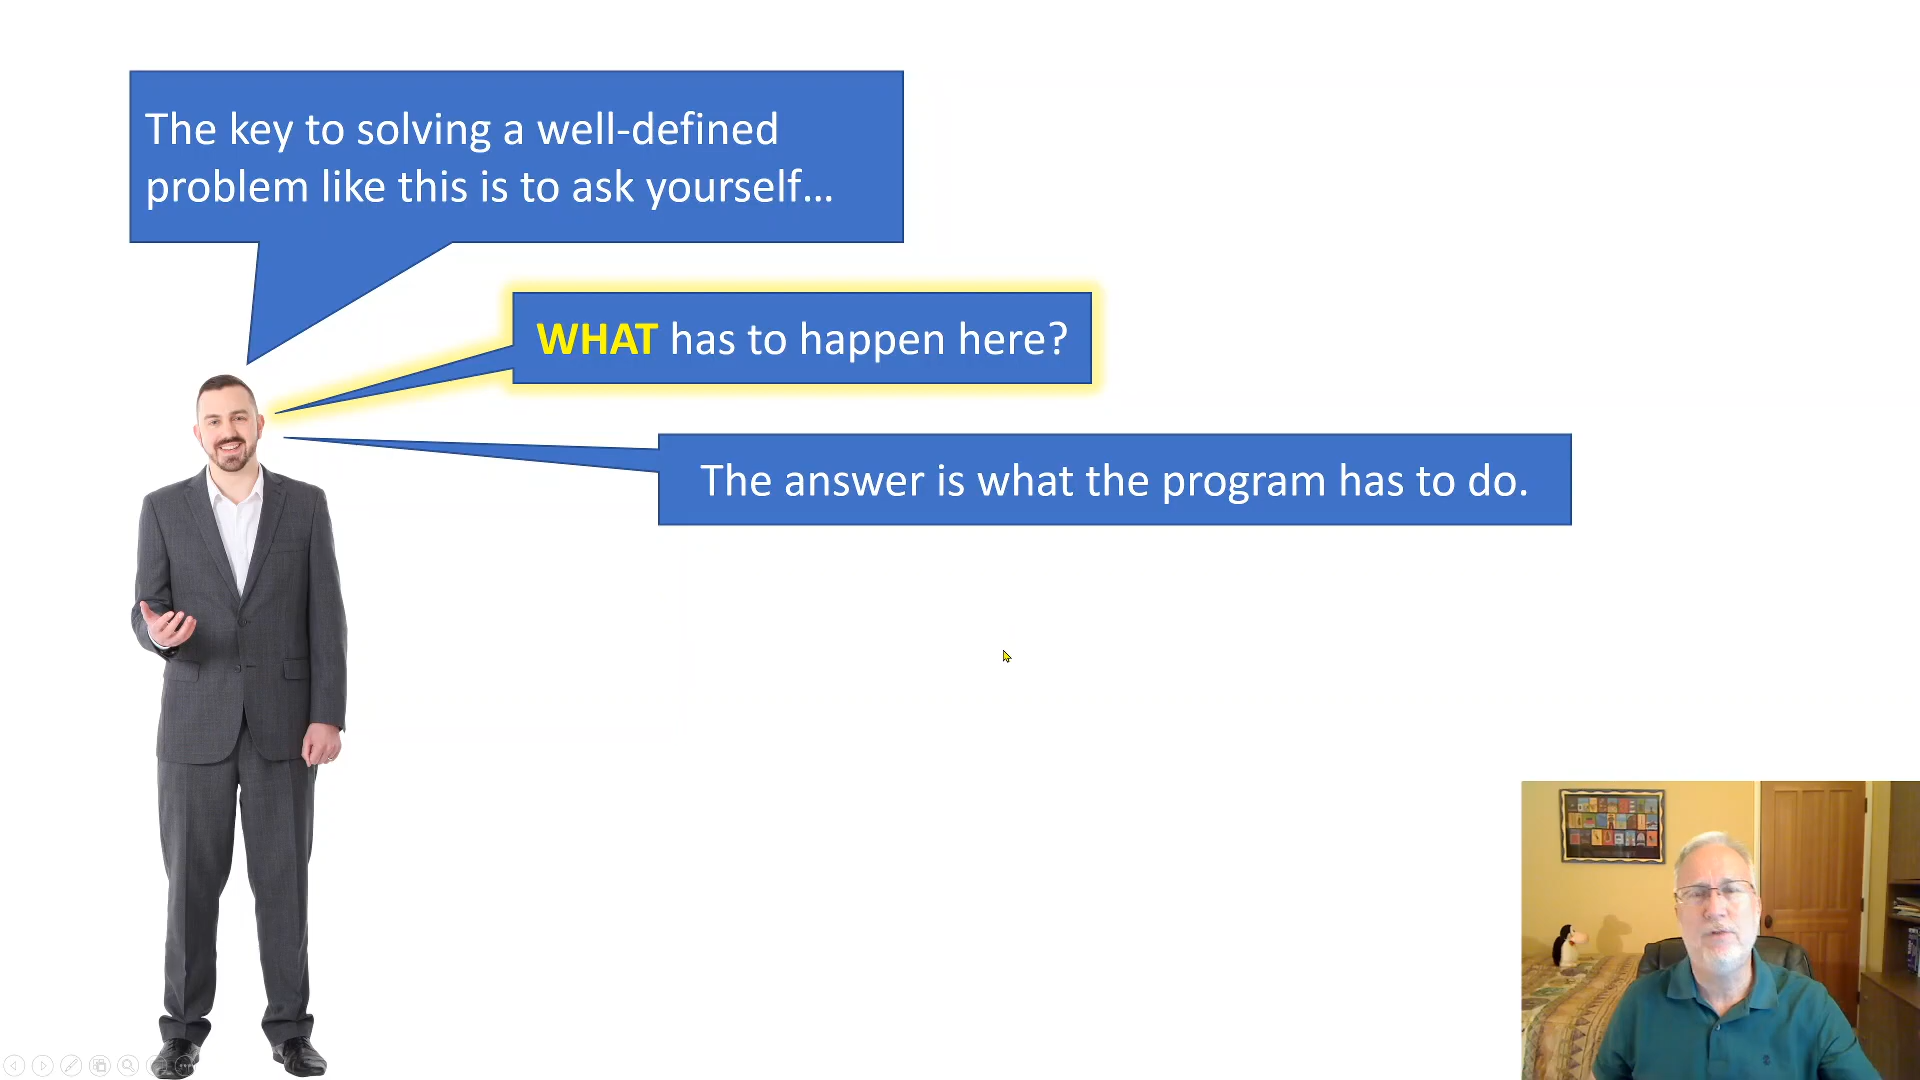 The key to solving a well-defined
problem like this is to ask yourself…
WHAT has to happen here?
The answer is what the program has to do.